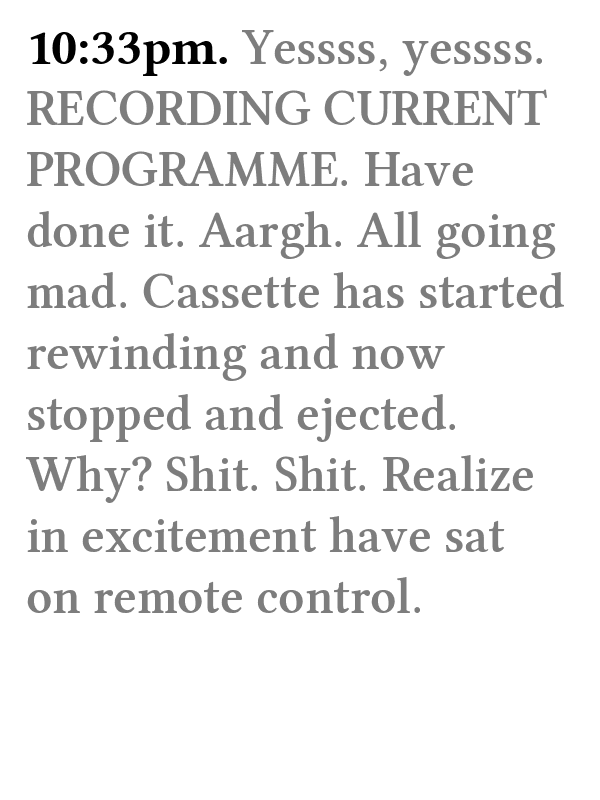 10:33pm. Yessss, yessss.
RECORDING CURRENT
PROGRAMME. Have
done it. Aargh. All going
mad. Cassette has started
rewinding and now
stopped and ejected.
Why? Shit. Shit. Realize
in excitement have sat
on remote control.